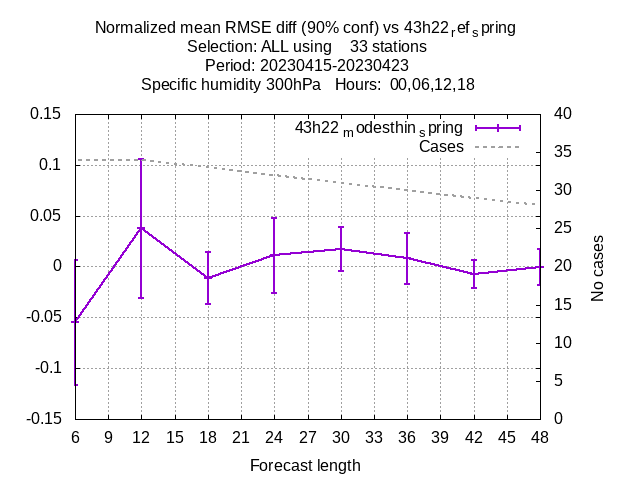 Normalized mean RMSE diff (90% conf) vs 43h22_ref_spring
Selection: ALL using    33 stations
Period: 20230415-20230423
Specific humidity 300hPa   Hours:  00,06,12,18
43h22_modesthin_spring
Cases
0.15
0.1
0.05
0
-0.05
-0.1
-0.15
40
35
30
25
20
15
10
5
0
No cases
6 9 12 15 18 21 24 27 30 33 36 39 42 45 48
Forecast length